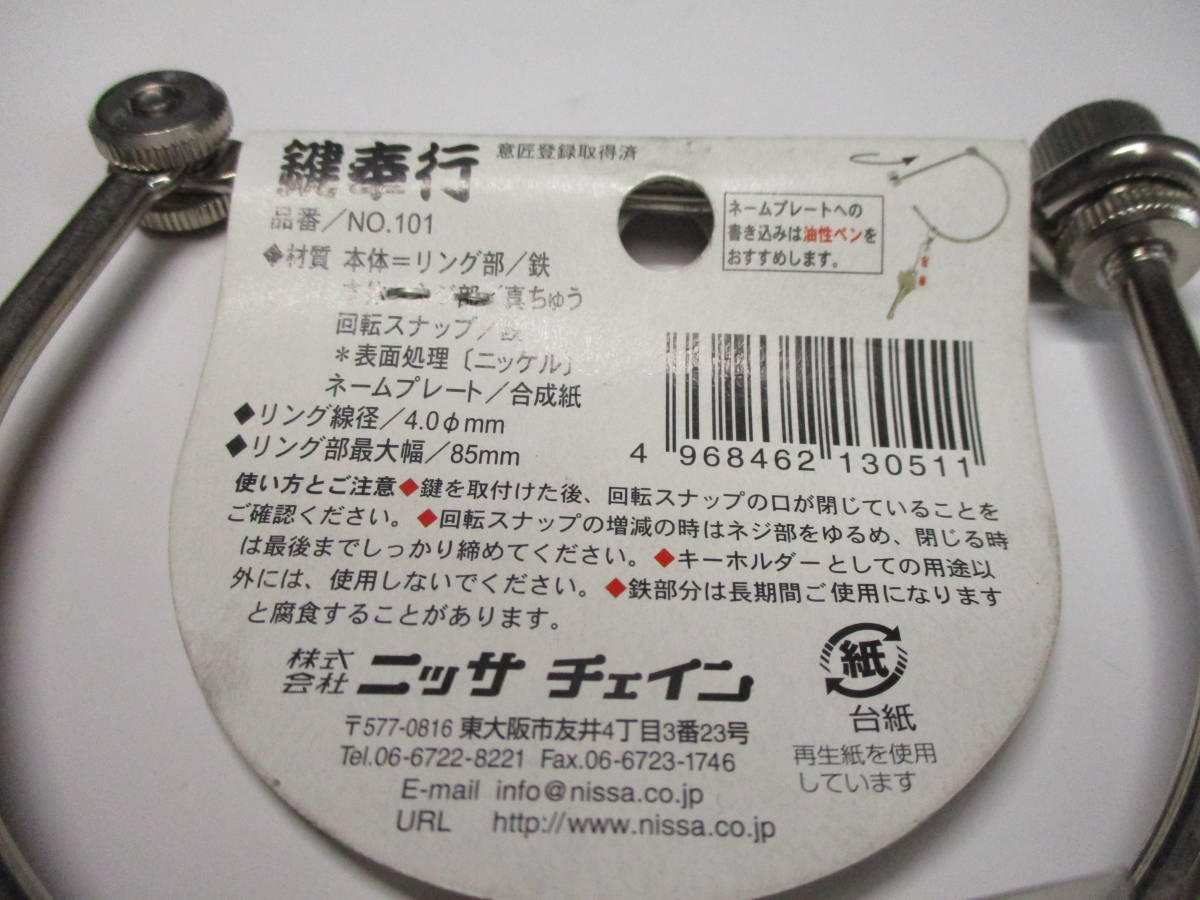 鍵奉行 意匠登録取得済
品番/NO.101
◆材質 本体=リング部/鉄
本体=ネジ部/真ちゅう
回転スナップ/鉄
*表面処理〔ニッケル〕
ネームプレート/合成紙
◆リング線径/4.0φmm
◆リング部最大幅/85mm
ネームプレートへの
書き込みは油性ペンを
おすすめします。
4 968462 130511
使い方とご注意◆鍵を取付けた後、回転スナップの口が閉じていることを
ご確認ください。◆回転スナップの増減の時はネジ部をゆるめ、閉じる時
は最後までしっかり締めてください。◆キーホルダーとしての用途以
外には、使用しないでください。◆鉄部分は長期間ご使用になります
と腐食することがあります。
株式会社 ニッサ チェイン
〒577-0816 東大阪市友井4丁目3番23号
Tel.06-6722-8221 Fax.06-6723-1746
E-mail info@nissa.co.jp
URL http://www.nissa.co.jp
紙
台紙
再生紙を使用
しています